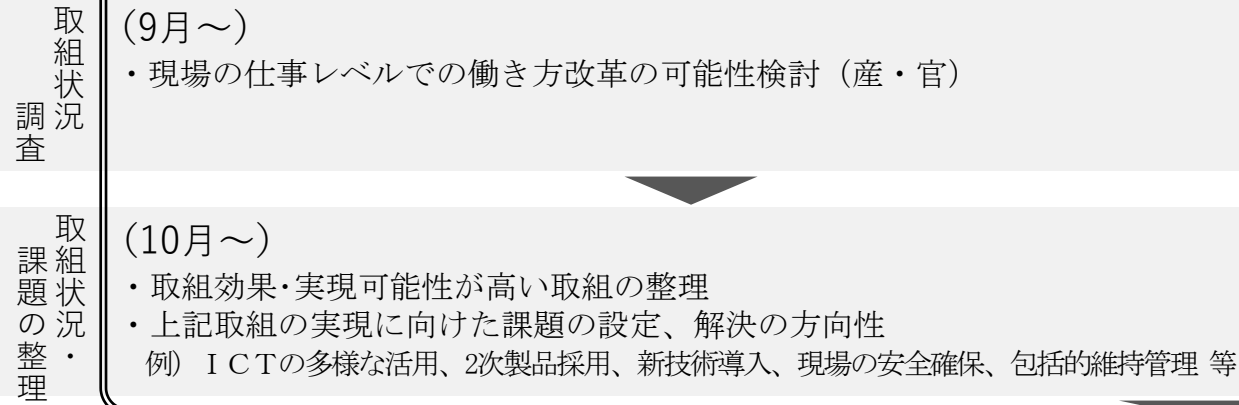 取組状況
調査
（9月～）
・現場の仕事レベルでの働き方改革の可能性検討（産・官）
取組状況・
課題の整理
（10月～）
・取組効果･実現可能性が高い取組の整理
・上記取組の実現に向けた課題の設定、解決の方向性
例）ＩＣＴの多様な活用、2次製品採用、新技術導入、現場の安全確保、包括的維持管理 等